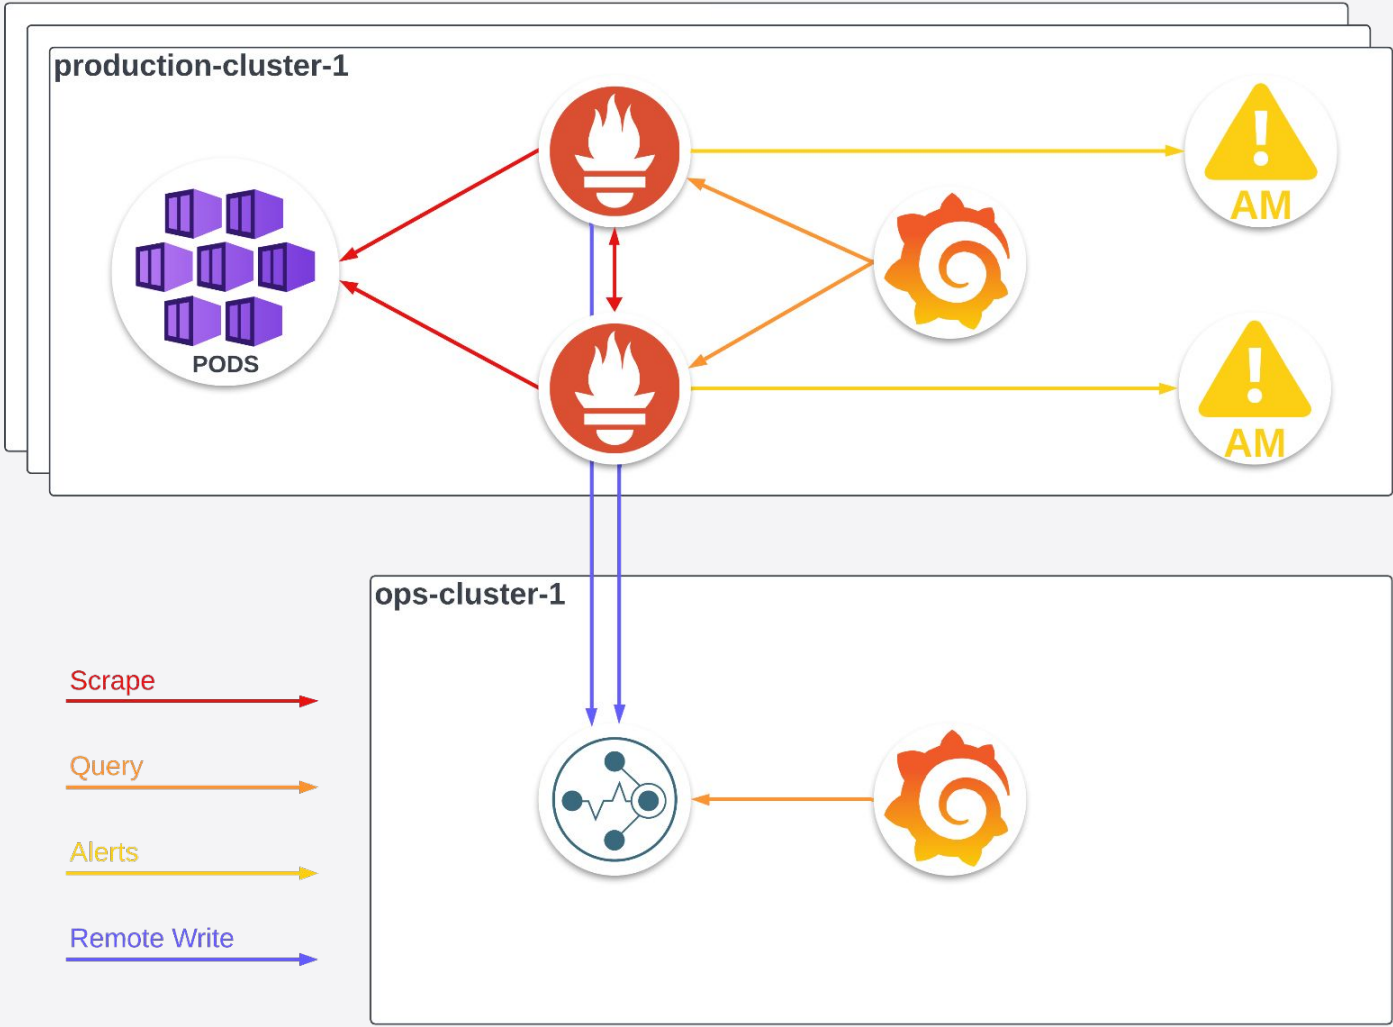 production-cluster-1
AM
PODS
AM
ops-cluster-1
Scrape
Query
Alerts
Remote Write